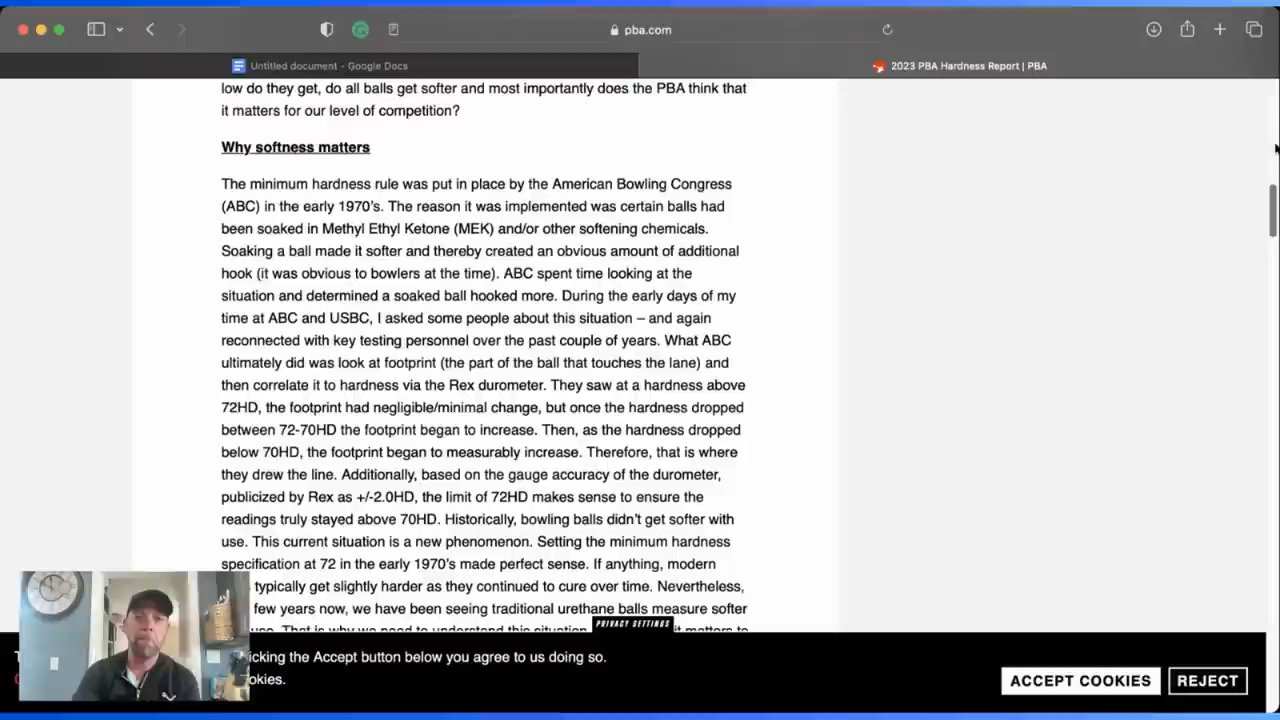 pba.com
Untitled document - Google Docs
2023 PBA Hardness Report | PBA
low do they get, do all balls get softer and most importantly does the PBA think that
it matters for our level of competition?
Why softness matters
The minimum hardness rule was put in place by the American Bowling Congress
(ABC) in the early 1970's. The reason it was implemented was certain balls had
been soaked in Methyl Ethyl Ketone (MEK) and/or other softening chemicals.
Soaking a ball made it softer and thereby created an obvious amount of additional
hook (it was obvious to bowlers at the time). ABC spent time looking at the
situation and determined a soaked ball hooked more. During the early days of my
time at ABC and USBC, I asked some people about this situation – and again
reconnected with key testing personnel over the past couple of years. What ABC
ultimately did was look at footprint (the part of the ball that touches the lane) and
then correlate it to hardness via the Rex durometer. They saw at a hardness above
72HD, the footprint had negligible/minimal change, but once the hardness dropped
between 72-70HD the footprint began to increase. Then, as the hardness dropped
below 70HD, the footprint began to measurably increase. Therefore, that is where
they drew the line. Additionally, based on the gauge accuracy of the durometer,
publicized by Rex as +/-2.0HD, the limit of 72HD makes sense to ensure the
readings truly stayed above 70HD. Historically, bowling balls didn't get softer with
use. This current situation is a new phenomenon. Setting the minimum hardness
specification at 72 in the early 1970's made perfect sense. If anything, modern
typically get slightly harder as they continued to cure over time. Nevertheless,
few years now, we have been seeing traditional urethane balls measure softer
That is why we need to understand this situation
PRIVACY SETTINGS
it matters to
icking the Accept button below you agree to us doing so.
okies.
ACCEPT COOKIES
REJECT